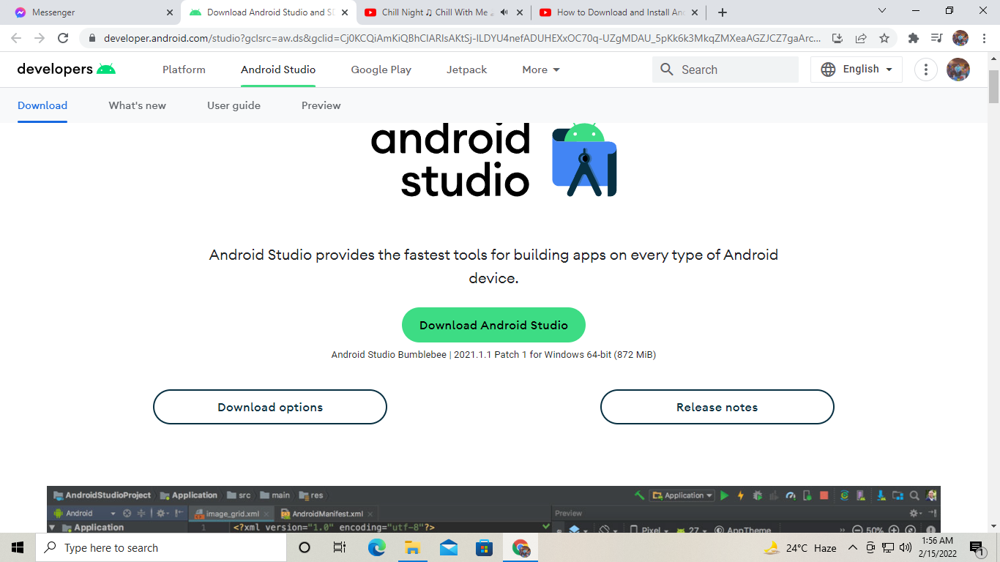 Messenger
Download Android Studio and SD
Chill Night ♫ Chill With Me
How to Download and Install And
developer.android.com/studio?gclsrc=aw.ds&gclid=Cj0KCQiAmKiQBhClARIsAKtSj-ILDYU4nefADUHEXxOC70q-UZgMDAU_5pKk6k3MkqZMXeaAGZJCZ7gaArc...
developers
Platform
Android Studio
Google Play
Jetpack
More
Search
English
Download
What's new
User guide
Preview
android
studio
Android Studio provides the fastest tools for building apps on every type of Android
device.
Download Android Studio
Android Studio Bumblebee | 2021.1.1 Patch 1 for Windows 64-bit (872 MiB)
Download options
Release notes
AndroidStudioProject
Application
src
main
res
Application
Android
image_grid.xml
AndroidManifest.xml
Preview
Application
1
<?xml version="1.0" encoding="utf-8"?>
Pixel
27
AppTheme
50%
Type here to search
24°C Haze
1:56 AM
2/15/2022
1